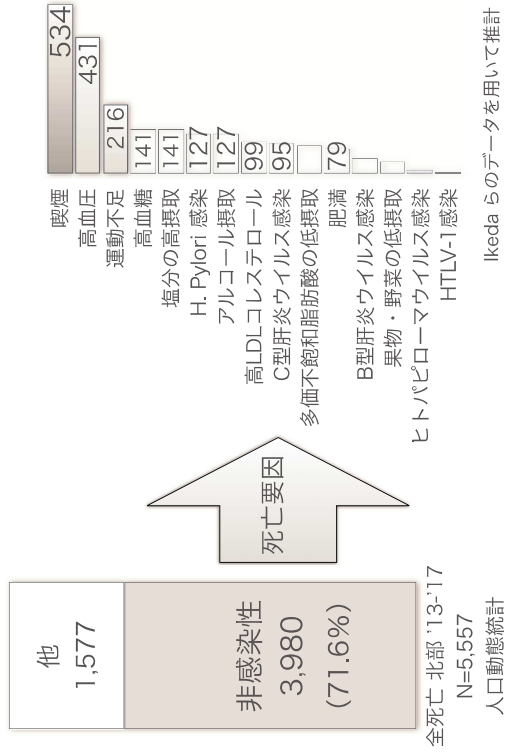 他
1,577
非感染性
3,980
(71.6%)
全死亡 北部 '13-'17
N=5,557
人口動態統計
死亡要因
534
431
216
141
141
127
127
99
95
79
喫煙
高血圧
運動不足
高血糖
塩分の高摂取
H. Pylori 感染
アルコール摂取
高LDLコレステロール
C型肝炎ウイルス感染
多価不飽和脂肪酸の低摂取
肥満
B型肝炎ウイルス感染
果物・野菜の低摂取
ヒトパピローマウイルス感染
HTLV-1感染
Ikeda らのデータを用いて推計